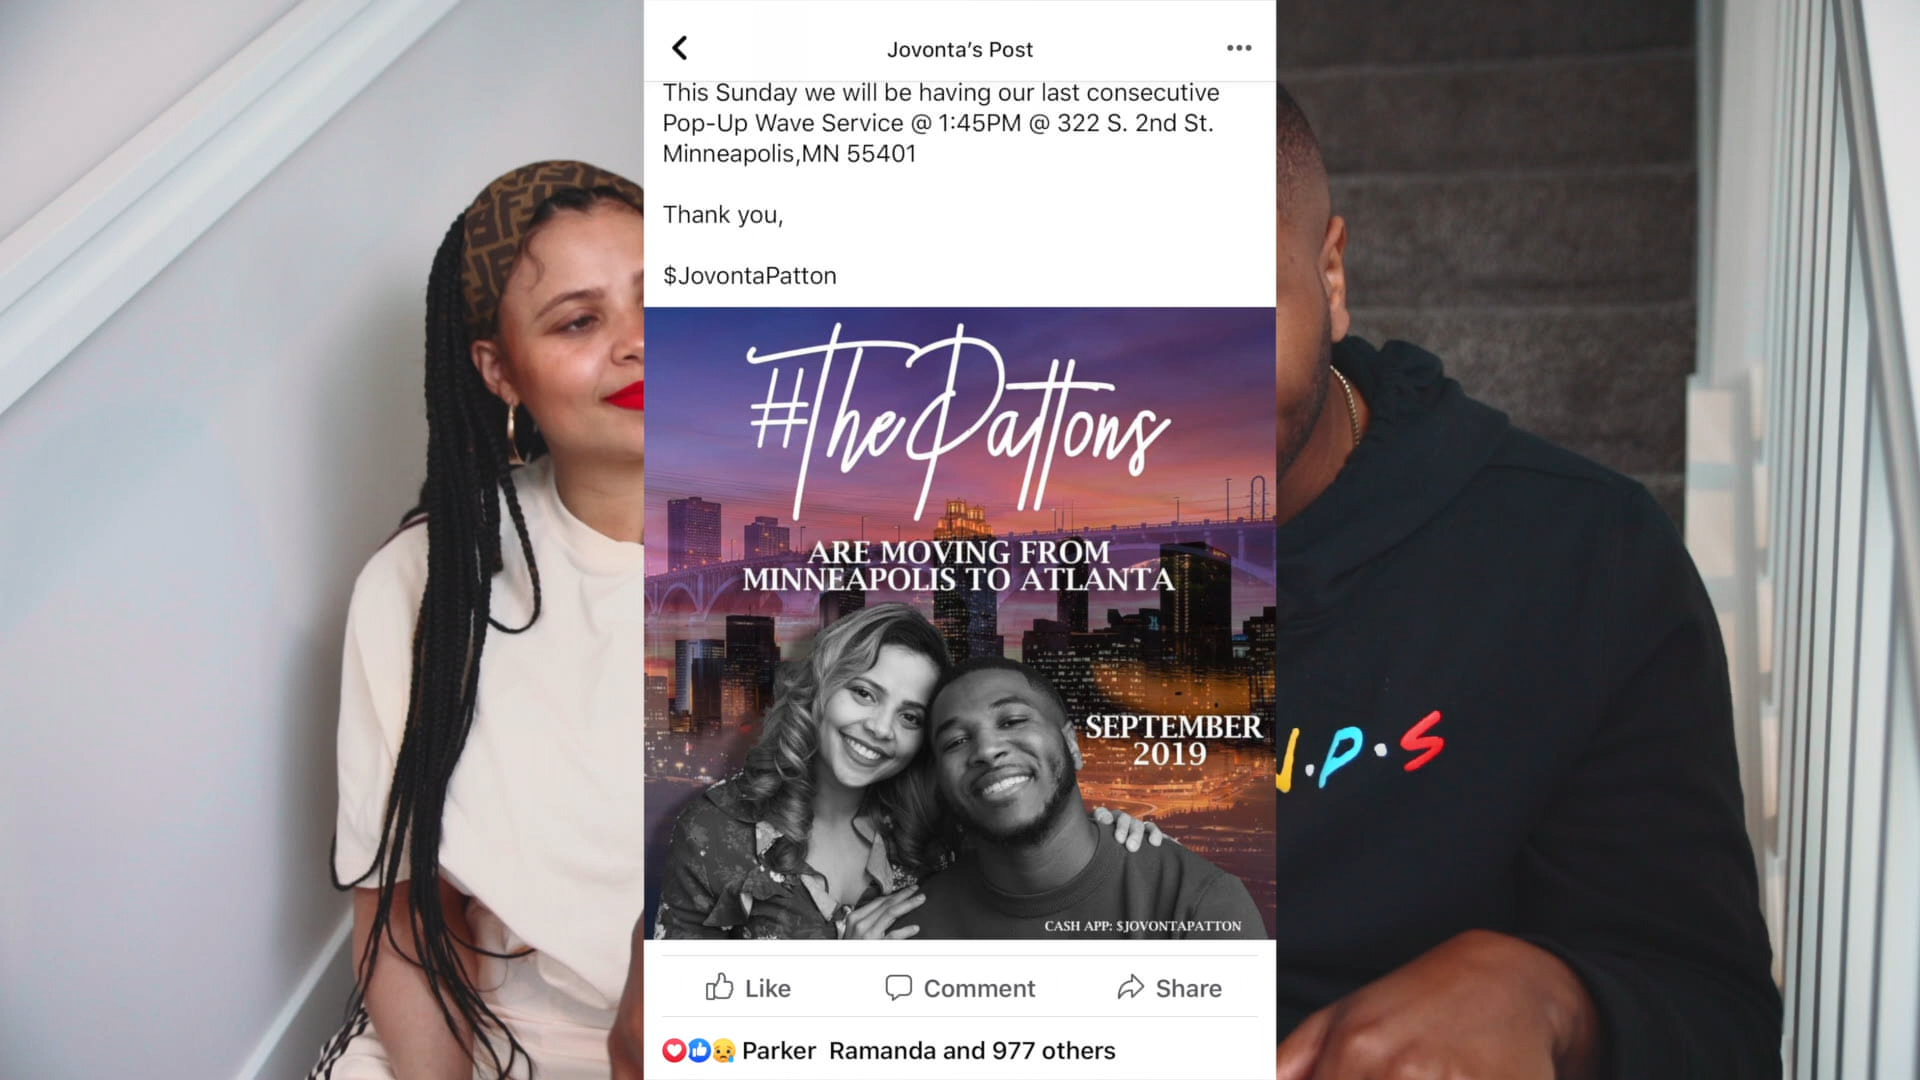 Jovonta's Post
This Sunday we will be having our last consecutive
Pop-Up Wave Service @ 1:45PM @ 322 S. 2nd St.
Minneapolis,MN 55401
Thank you,
$JovontaPatton
#ThePattons
ARE MOVING FROM
MINNEAPOLIS TO ATLANTA
SEPTEMBER
2019
CASH APP: $JOVONTAPATTON
Like
Comment
Share
Parker Ramanda and 977 others